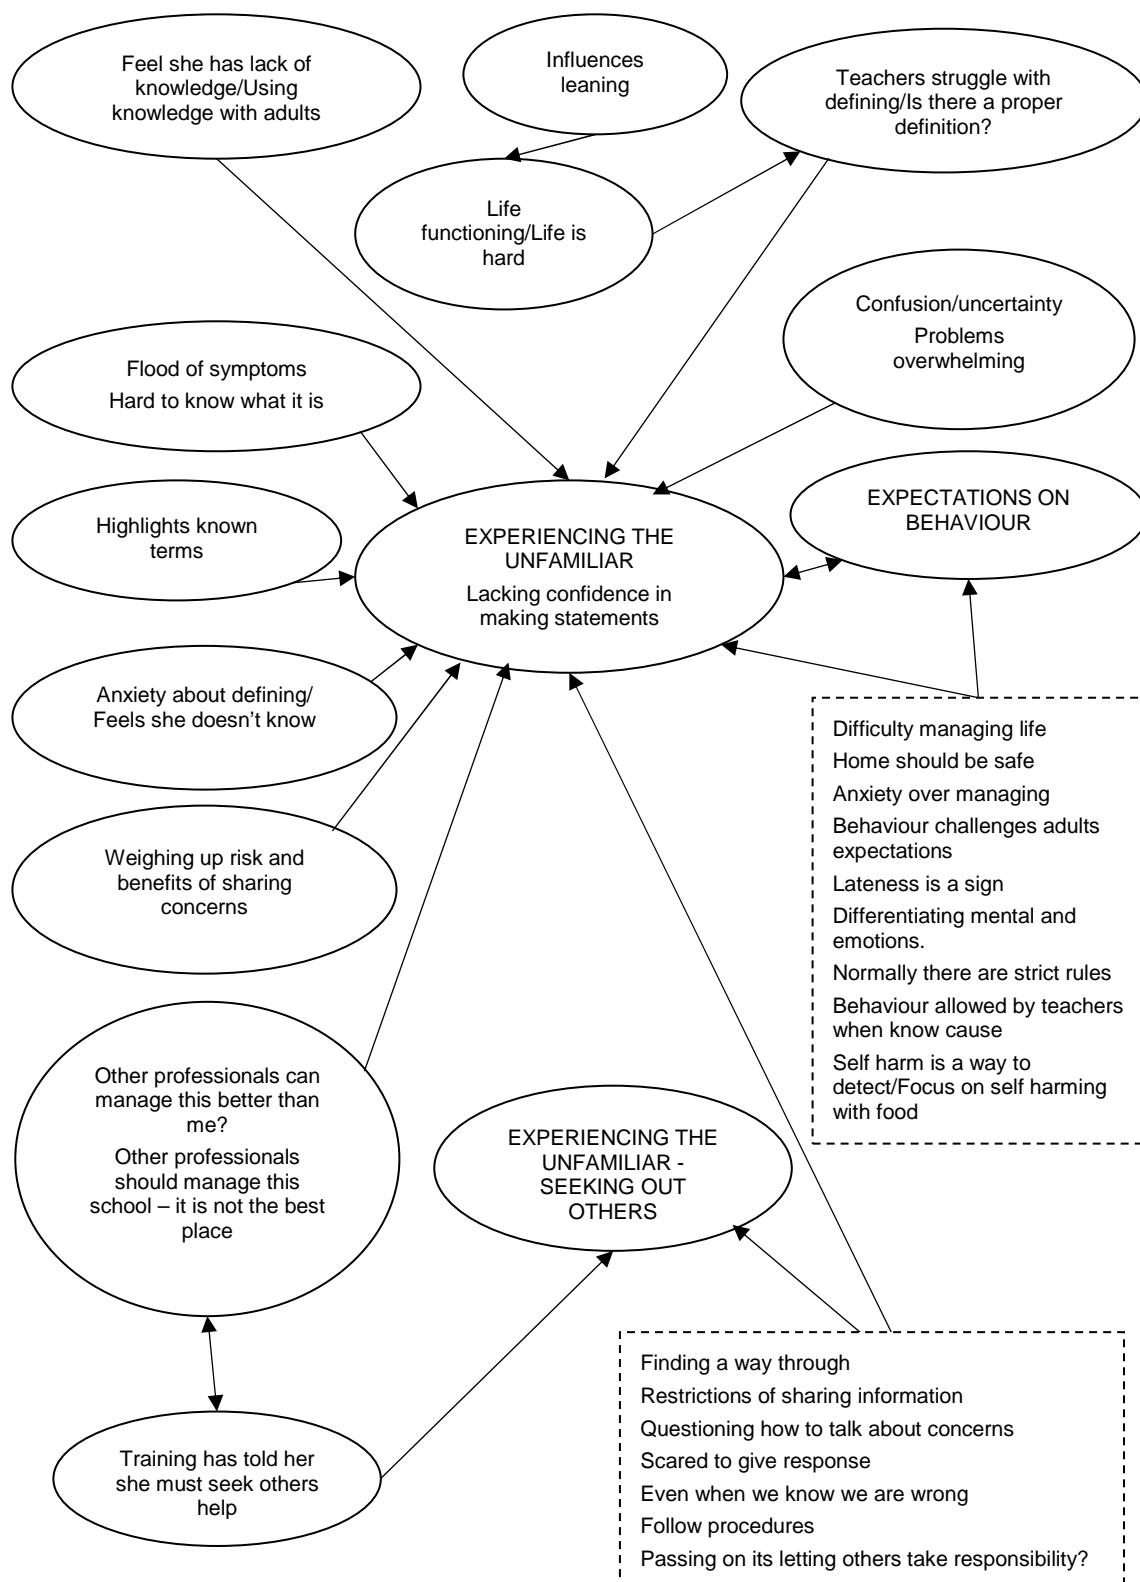 Feel she has lack of
knowledge/Using
knowledge with adults
Influences
leaning
Teachers struggle with
defining/Is there a proper
definition?
Life
functioning/Life is
hard
Confusion/uncertainty
Problems
overwhelming
Flood of symptoms
Hard to know what it is
EXPECTATIONS ON
BEHAVIOUR
Highlights known
terms
EXPERIENCING THE
UNFAMILIAR
Lacking confidence in
making statements
Anxiety about defining/
Feels she doesn’t know
Difficulty managing life
Home should be safe
Anxiety over managing
Behaviour challenges adults
expectations
Lateness is a sign
Differentiating mental and
emotions.
Normally there are strict rules
Behaviour allowed by teachers
when know cause
Self harm is a way to
detect/Focus on self harming
with food
Weighing up risk and
benefits of sharing
concerns
Other professionals can
manage this better than
me?
Other professionals
should manage this
school – it is not the best
place
EXPERIENCING THE
UNFAMILIAR -
SEEKING OUT
OTHERS
Training has told her
she must seek others
help
Finding a way through
Restrictions of sharing information
Questioning how to talk about concerns
Scared to give response
Even when we know we are wrong
Follow procedures
Passing on its letting others take responsibility?